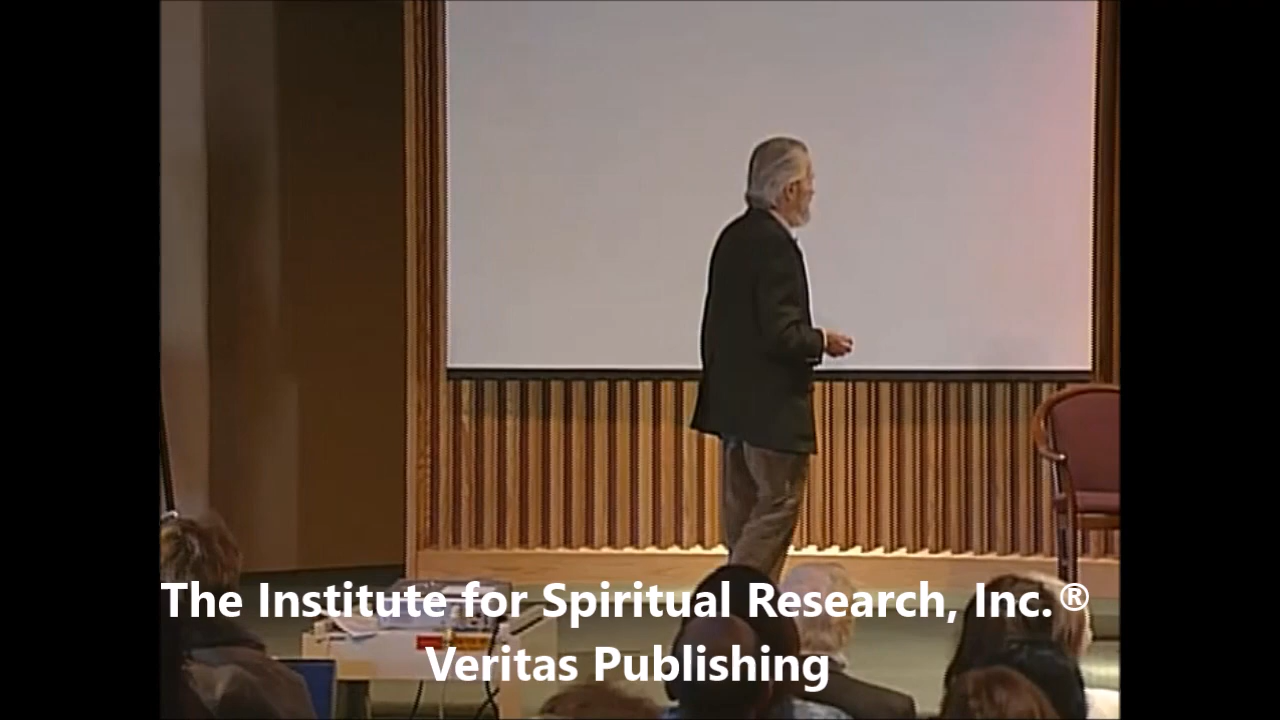 The Institute for Spiritual Research, Inc.®
Veritas Publishing